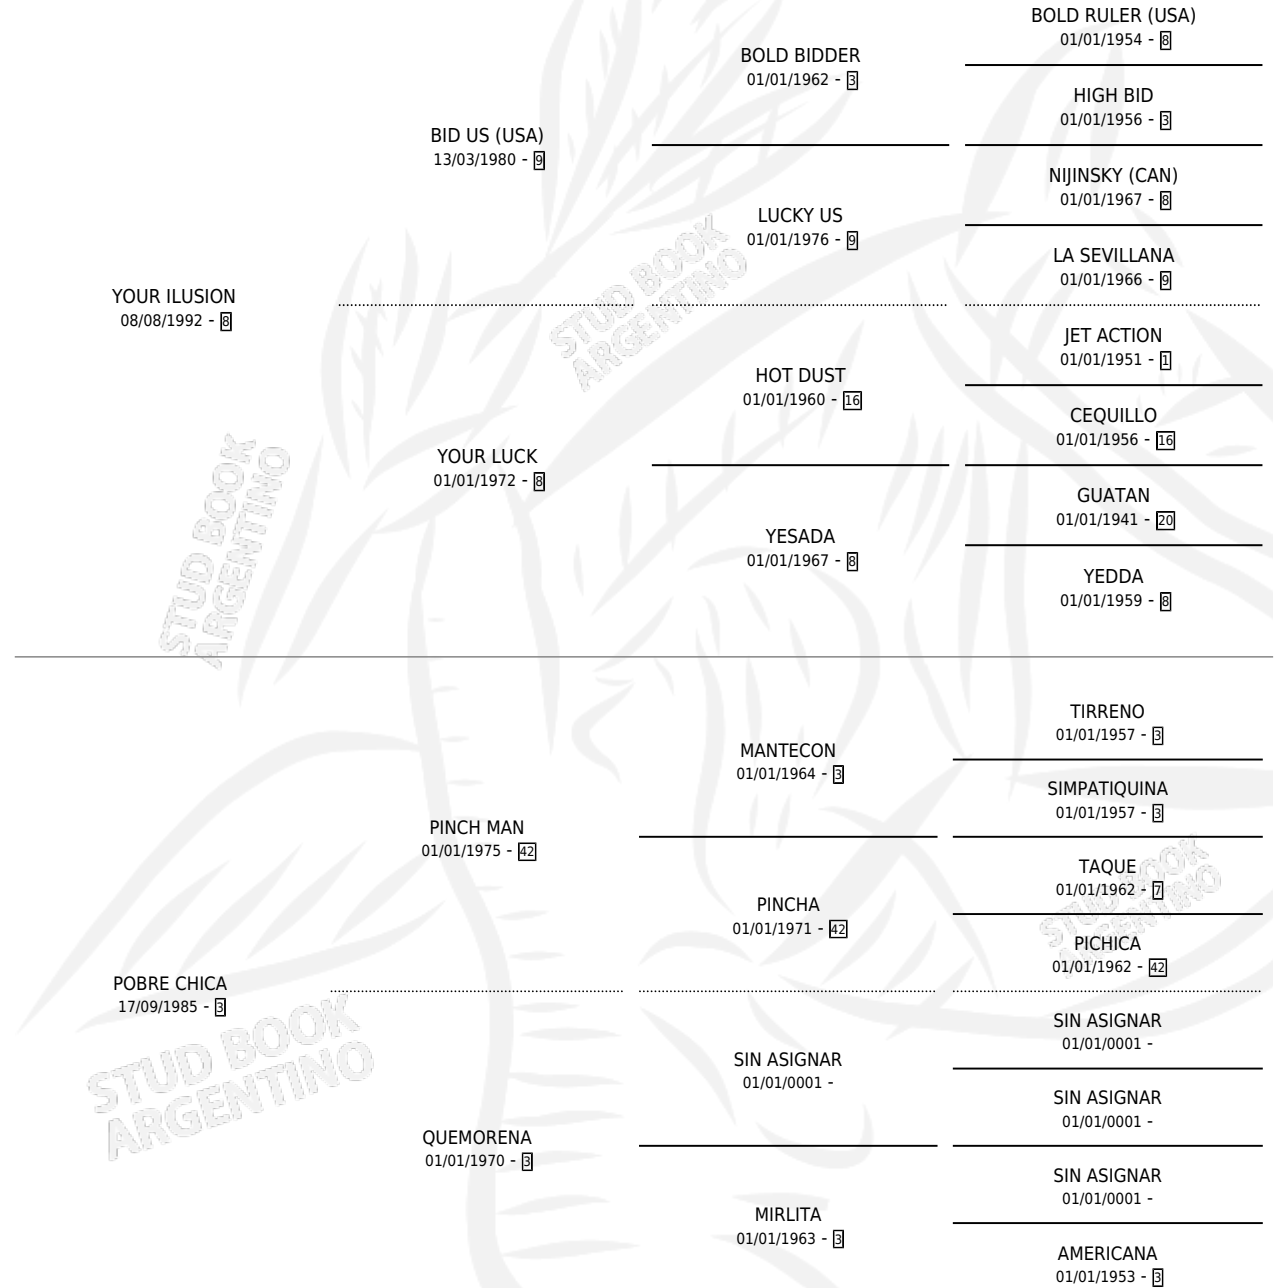 BOLD RULER (USA)
01/01/1954 - 8
BOLD BIDDER
01/01/1962 - 3
HIGH BID
01/01/1956 - 3
BID US (USA)
13/03/1980 - 9
NIJINSKY (CAN)
01/01/1967 - 8
LUCKY US
01/01/1976 - 9
LA SEVILLANA
01/01/1966 - 9
YOUR ILUSION
08/08/1992 - 8
JET ACTION
01/01/1951 - 1
HOT DUST
01/01/1960 - 16
CEQUILLO
01/01/1956 - 16
YOUR LUCK
01/01/1972 - 8
GUATAN
01/01/1941 - 20
YESADA
01/01/1967 - 8
YEDDA
01/01/1959 - 8
STUD BOOK
ARGENTINO
STUD BOOK
ARGENTINO
TIRRENO
01/01/1957 - 3
MANTECON
01/01/1964 - 3
SIMPATIQUINA
01/01/1957 - 3
PINCH MAN
01/01/1975 - 42
TAQUE
01/01/1962 - 7
PINCHA
01/01/1971 - 42
PICHICA
01/01/1962 - 42
POBRE CHICA
17/09/1985 - 3
SIN ASIGNAR
01/01/0001 -
SIN ASIGNAR
01/01/0001 -
SIN ASIGNAR
01/01/0001 -
QUEMORENA
01/01/1970 - 3
SIN ASIGNAR
01/01/0001 -
MIRLITA
01/01/1963 - 3
AMERICANA
01/01/1953 - 3
STUD BOOK
ARGENTINO
STUD BOOK
ARGENTINO